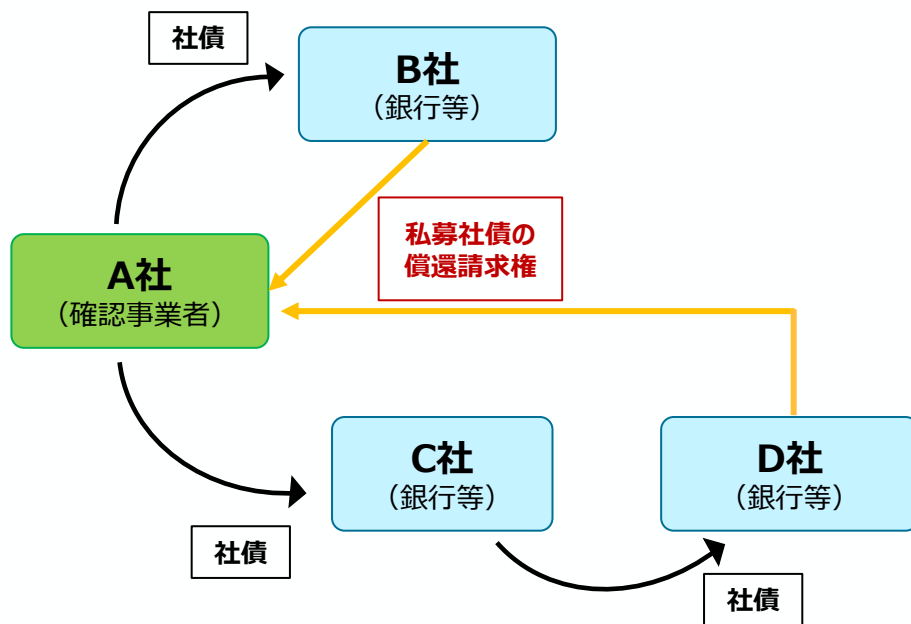 社債
B社
（銀行等）
私募社債の
償還請求権
A社
（確認事業者）
C社
（銀行等）
D社
（銀行等）
社債
社債